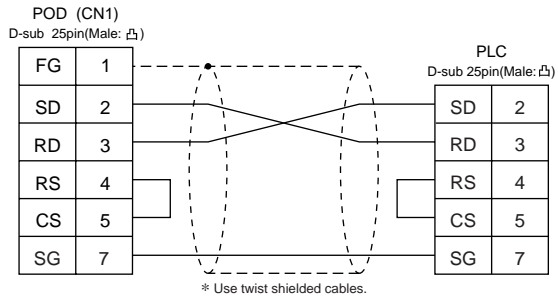 POD (CN1)
D-sub 25pin(Male: 凸)
FG 1
SD 2
RD 3
RS 4
CS 5
SG 7
PLC
D-sub 25pin(Male:凸)
SD 2
RD 3
RS 4
CS 5
SG 7
* Use twist shielded cables.